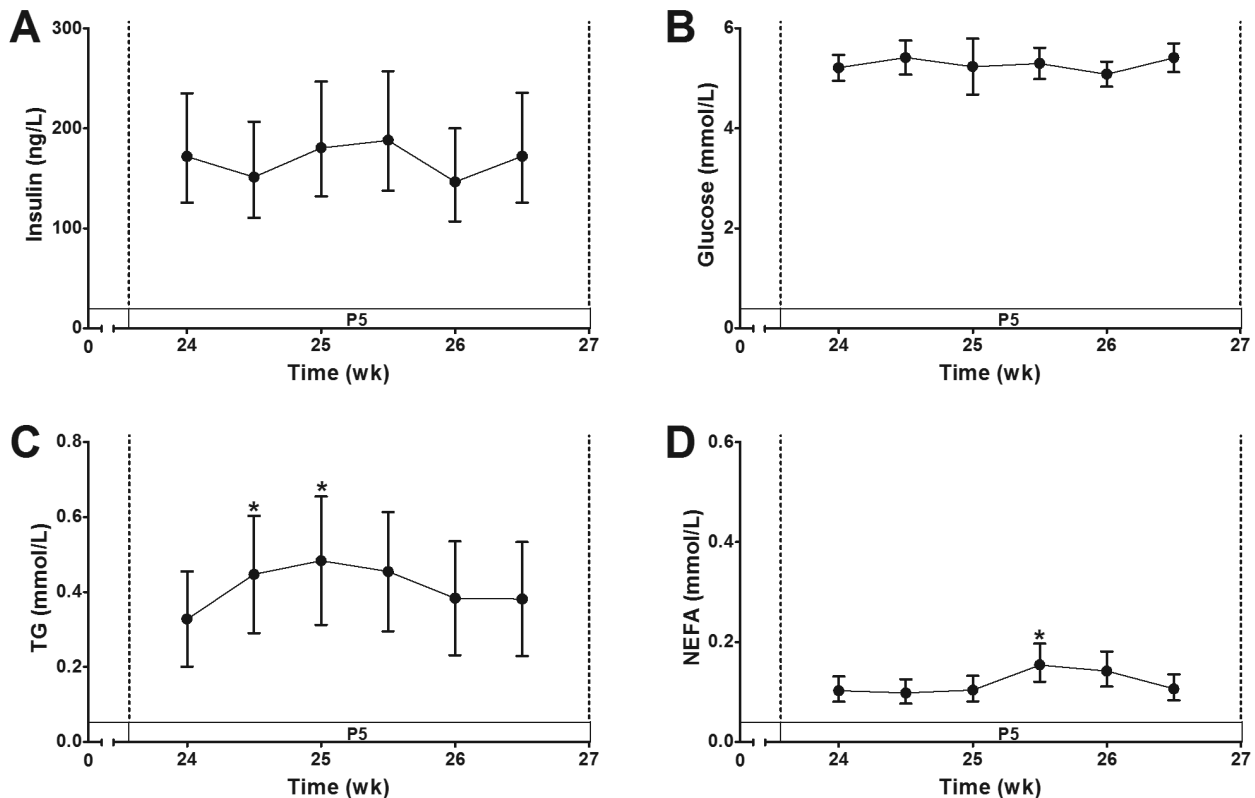 A
Insulin (ng/L)
300
200
100
0
P5
0 24 25 26 27
Time (wk)
B
Glucose (mmol/L)
6
4
2
0
P5
0 24 25 26 27
Time (wk)
C
TG (mmol/L)
0.8
0.6
0.4
0.2
0.0
* *
P5
0 24 25 26 27
Time (wk)
D
NEFA (mmol/L)
0.6
0.4
0.2
0.0
*
P5
0 24 25 26 27
Time (wk)